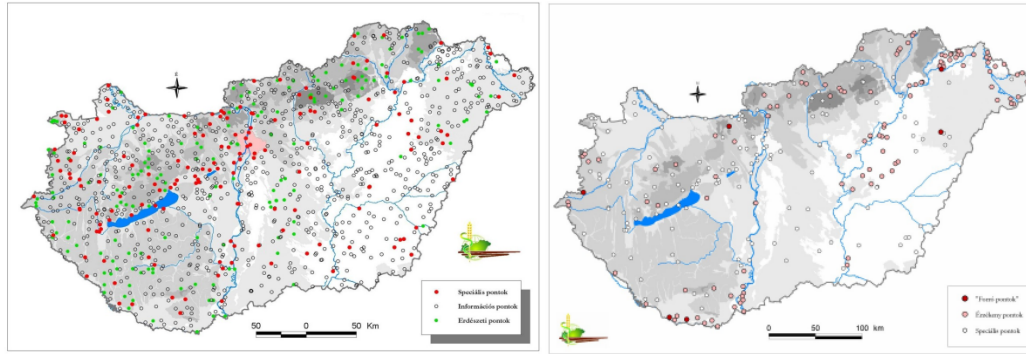 Speciális pontok
Információs pontok
Erdészeti pontok
50 0 50 Km
"Forró pontok"
Érzékeny pontok
Speciális pontok
0 50 100 km